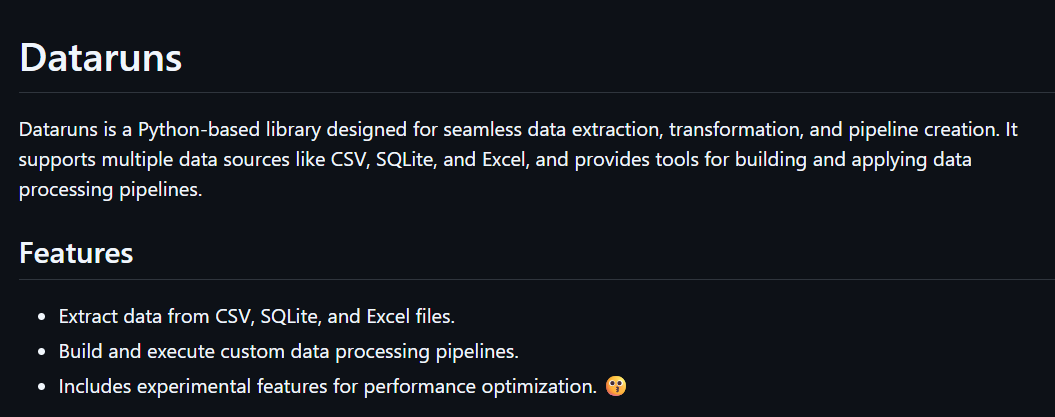 Dataruns
Dataruns is a Python-based library designed for seamless data extraction, transformation, and pipeline creation. It
supports multiple data sources like CSV, SQLite, and Excel, and provides tools for building and applying data
processing pipelines.
Features
• Extract data from CSV, SQLite, and Excel files.
• Build and execute custom data processing pipelines.
• Includes experimental features for performance optimization. 😗